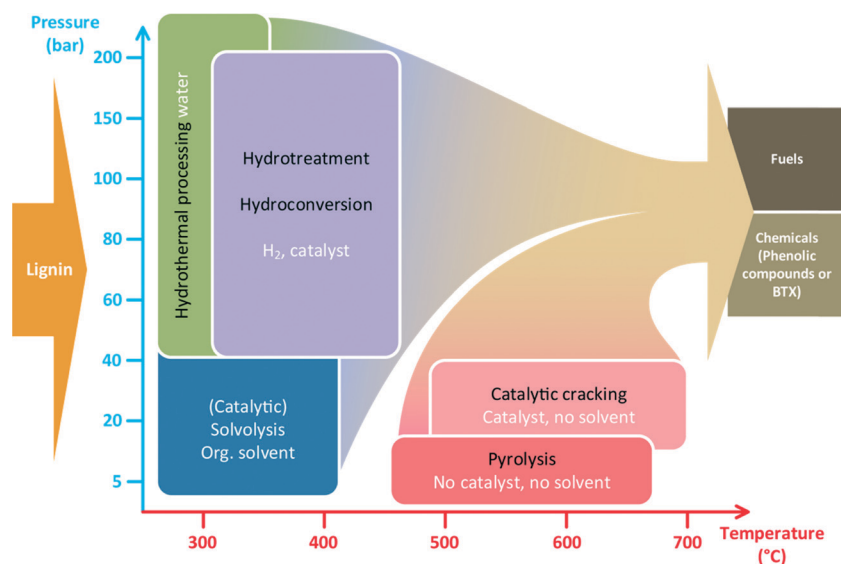 Pressure
(bar)
200
150
100
80
60
40
20
5
Lignin
Hydrothermal processing water
Hydrotreatment
Hydroconversion
H₂, catalyst
(Catalytic)
Solvolysis
Org. solvent
Catalytic cracking
Catalyst, no solvent
Pyrolysis
No catalyst, no solvent
Fuels
Chemicals
(Phenolic
compounds or
BTX)
300
400
500
600
700
Temperature
(°C)